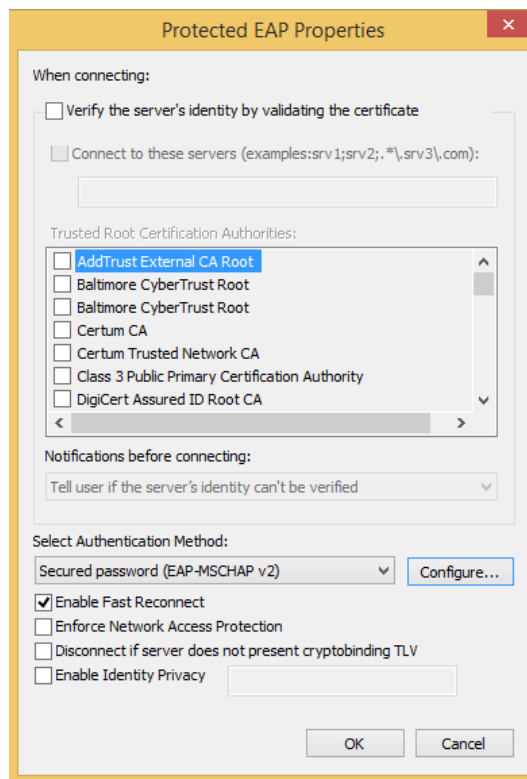 Protected EAP Properties
When connecting:
Verify the server's identity by validating the certificate
Connect to these servers (examples:srv1;srv2;.*\.srv3\.com):
Trusted Root Certification Authorities:
AddTrust External CA Root
Baltimore CyberTrust Root
Baltimore CyberTrust Root
Certum CA
Certum Trusted Network CA
Class 3 Public Primary Certification Authority
DigiCert Assured ID Root CA
Notifications before connecting:
Tell user if the server's identity can't be verified
Select Authentication Method:
Secured password (EAP-MSCHAP v2)
Configure...
Enable Fast Reconnect
Enforce Network Access Protection
Disconnect if server does not present cryptobinding TLV
Enable Identity Privacy
OK
Cancel